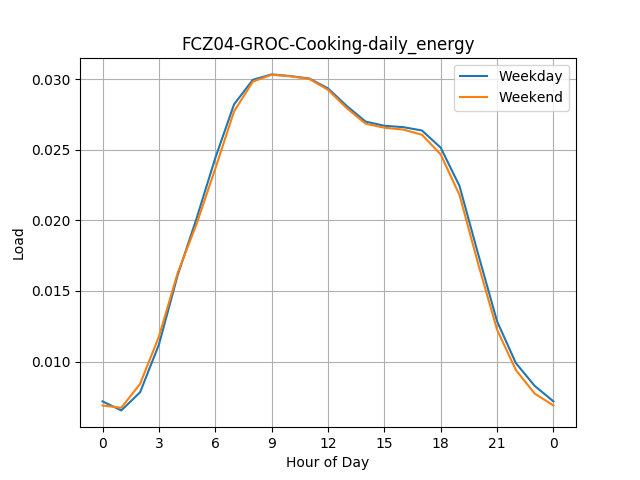 FCZ04-GROC-Cooking-daily_energy
Weekday
Weekend
0.030
0.025
0.020
0.015
0.010
Load
0 3 6 9 12 15 18 21 0
Hour of Day